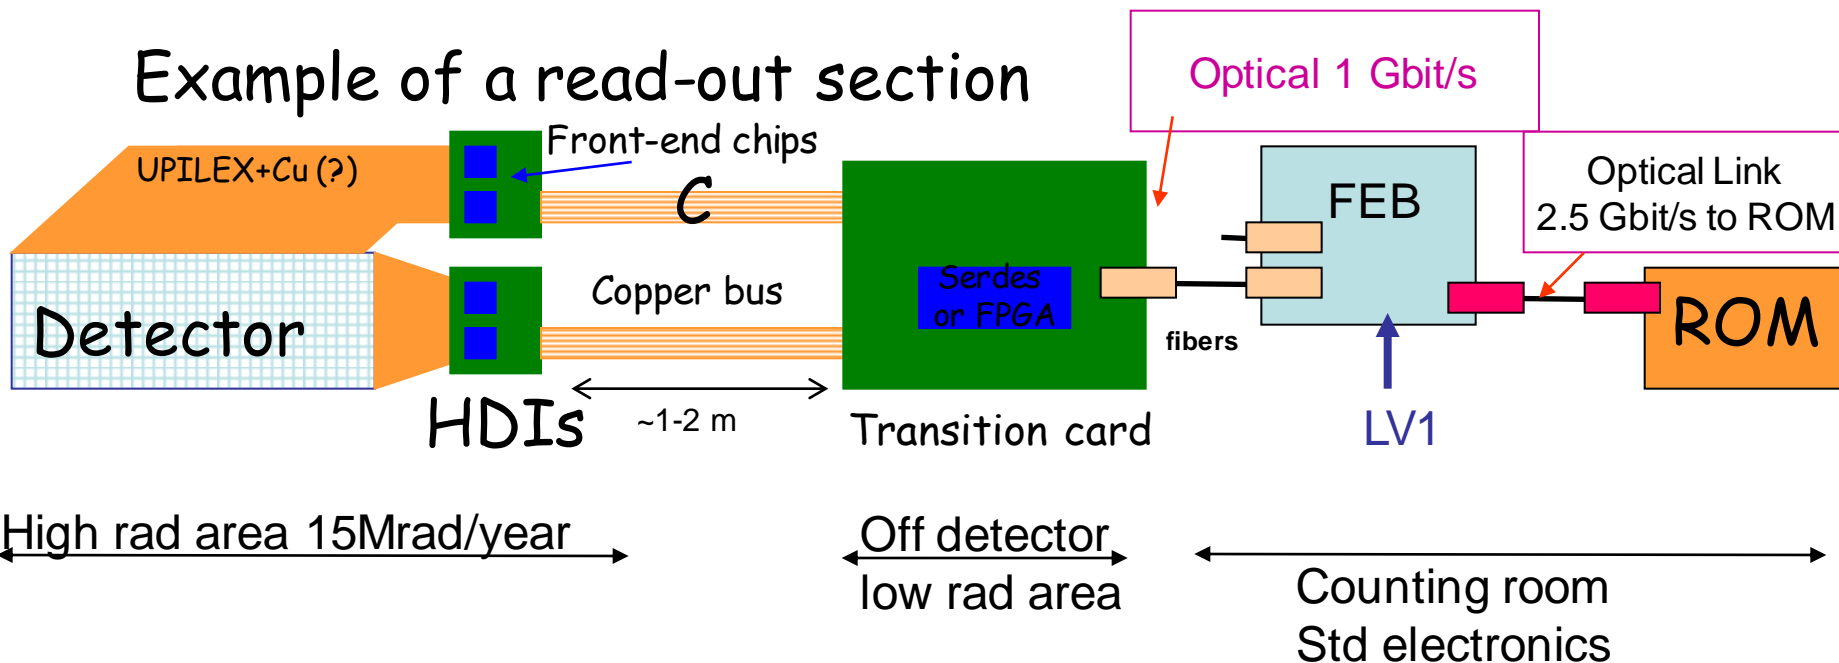 Example of a read-out section
Optical 1 Gbit/s
UPILEX+Cu (?)
Front-end chips
C
FEB
Optical Link
2.5 Gbit/s to ROM
Detector
Copper bus
Serdes
or FPGA
fibers
ROM
HDIs
~1-2 m
Transition card
LV1
High rad area 15Mrad/year
Off detector
low rad area
Counting room
Std electronics